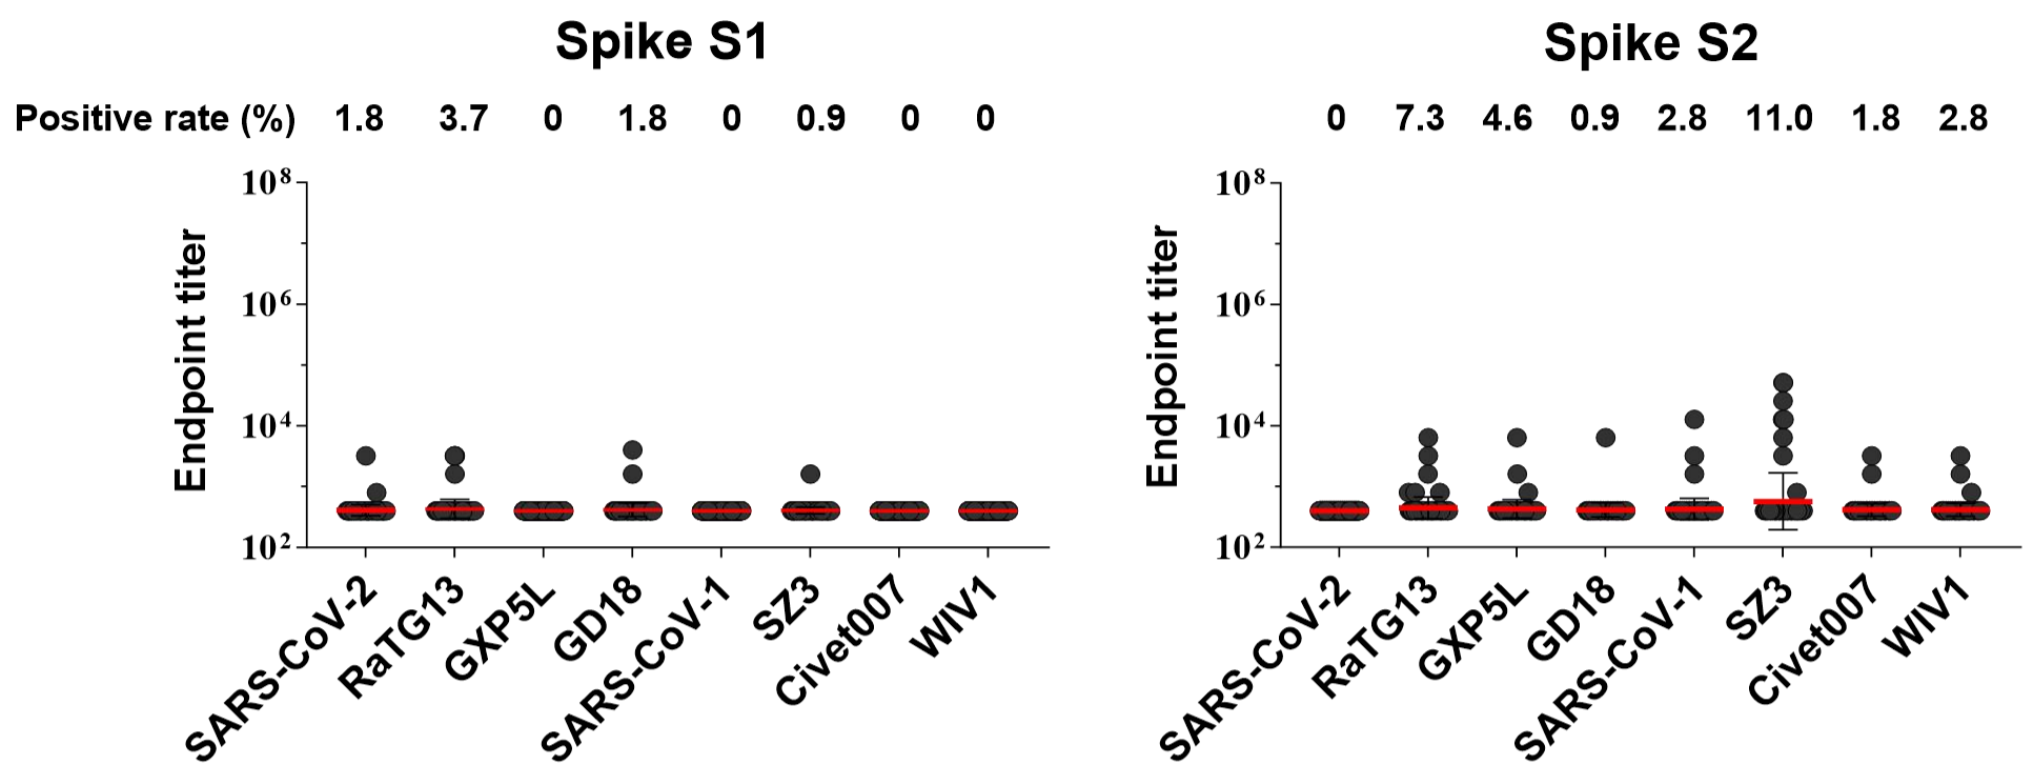 Spike S1
Positive rate (%) 1.8 3.7 0 1.8 0 0.9 0 0
Endpoint titer
10⁸
10⁶
10⁴
10²
SARS-CoV-2
RaTG13
GXP5L
GD18
SARS-CoV-1
SZ3
Civet007
WIV1
Spike S2
0 7.3 4.6 0.9 2.8 11.0 1.8 2.8
Endpoint titer
10⁸
10⁶
10⁴
10²
SARS-CoV-2
RaTG13
GXP5L
GD18
SARS-CoV-1
SZ3
Civet007
WIV1